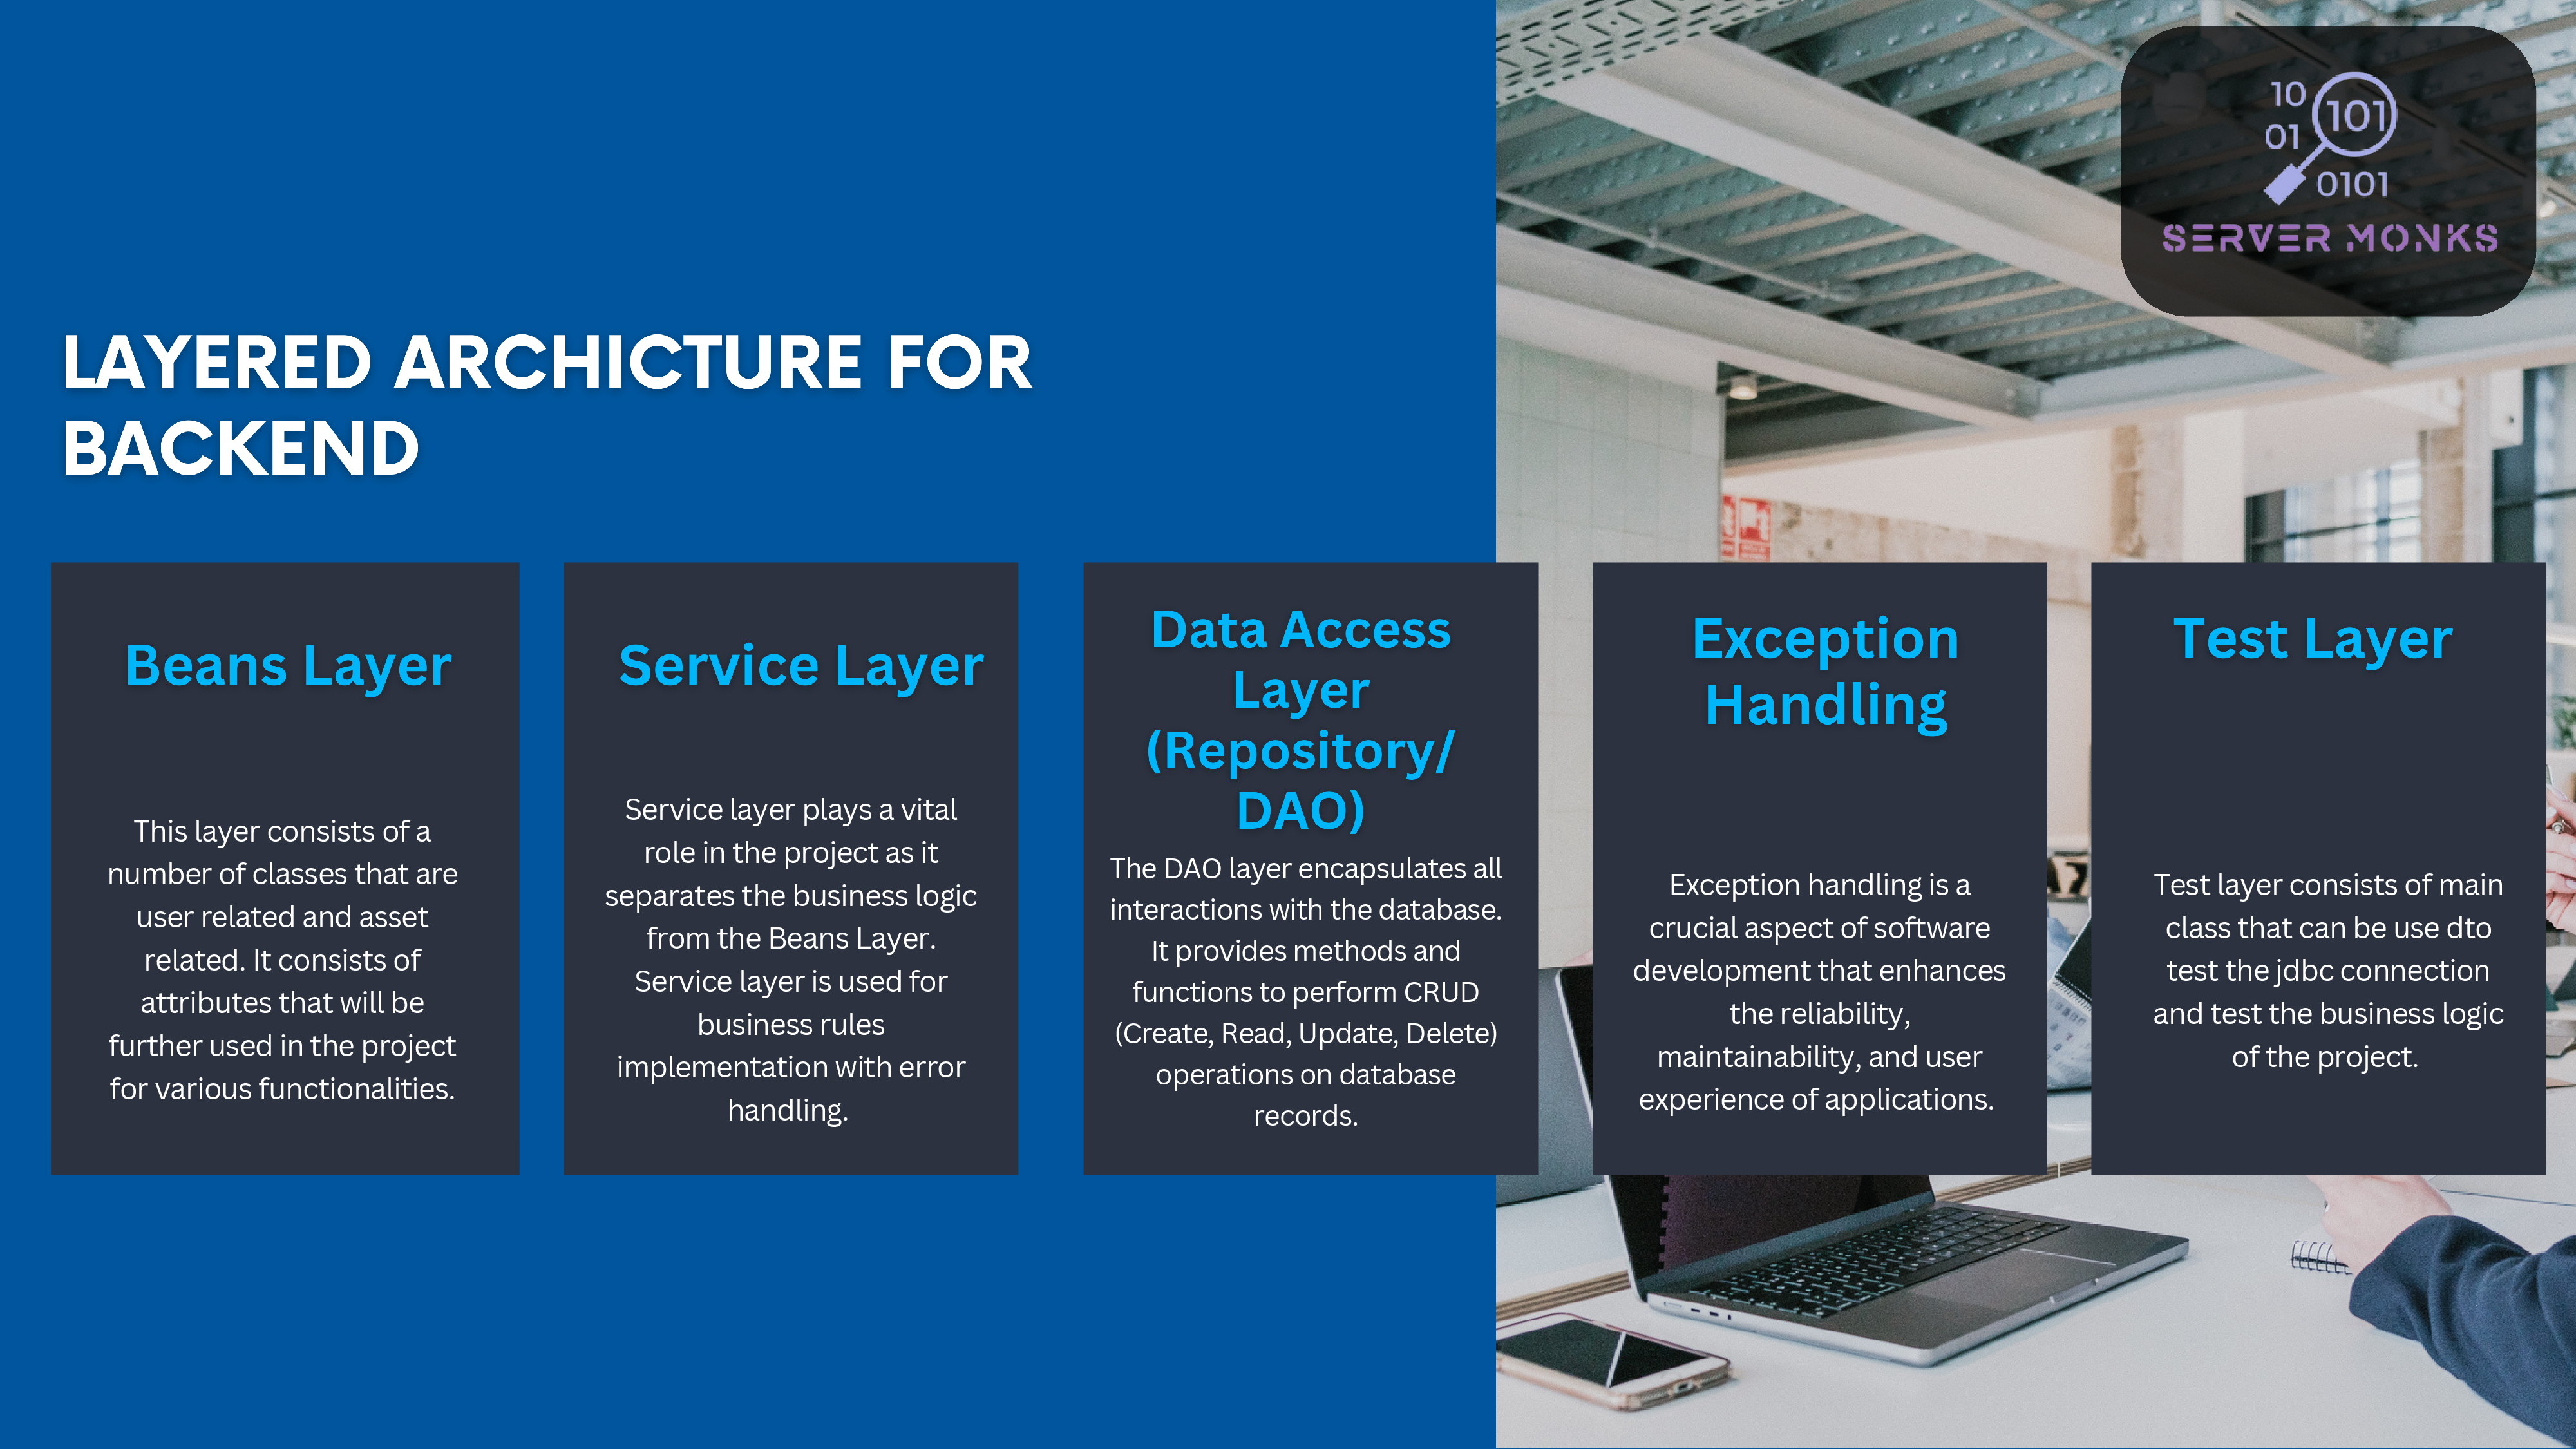 10
101
01
0101
SERVER MONKS
LAYERED ARCHICTURE FOR
BACKEND
Beans Layer
This layer consists of a
number of classes that are
user related and asset
related. It consists of
attributes that will be
further used in the project
for various functionalities.
Service Layer
Service layer plays a vital
role in the project as it
separates the business logic
from the Beans Layer.
Service layer is used for
business rules
implementation with error
handling.
Data Access
Layer
(Repository/
DAO)
The DAO layer encapsulates all
interactions with the database.
It provides methods and
functions to perform CRUD
(Create, Read, Update, Delete)
operations on database
records.
Exception
Handling
Exception handling is a
crucial aspect of software
development that enhances
the reliability,
maintainability, and user
experience of applications.
Test Layer
Test layer consists of main
class that can be use dto
test the jdbc connection
and test the business logic
of the project.